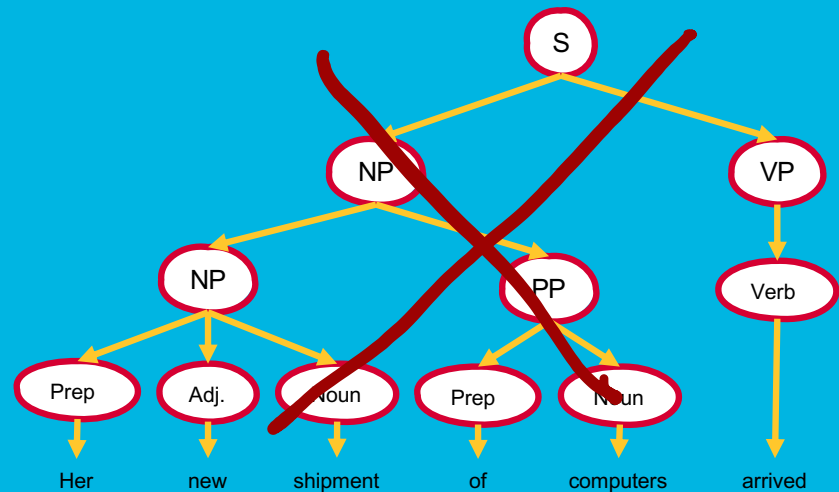 S
NP VP
NP PP Verb
Prep Adj. Noun Prep Noun
Her new shipment of computers arrived